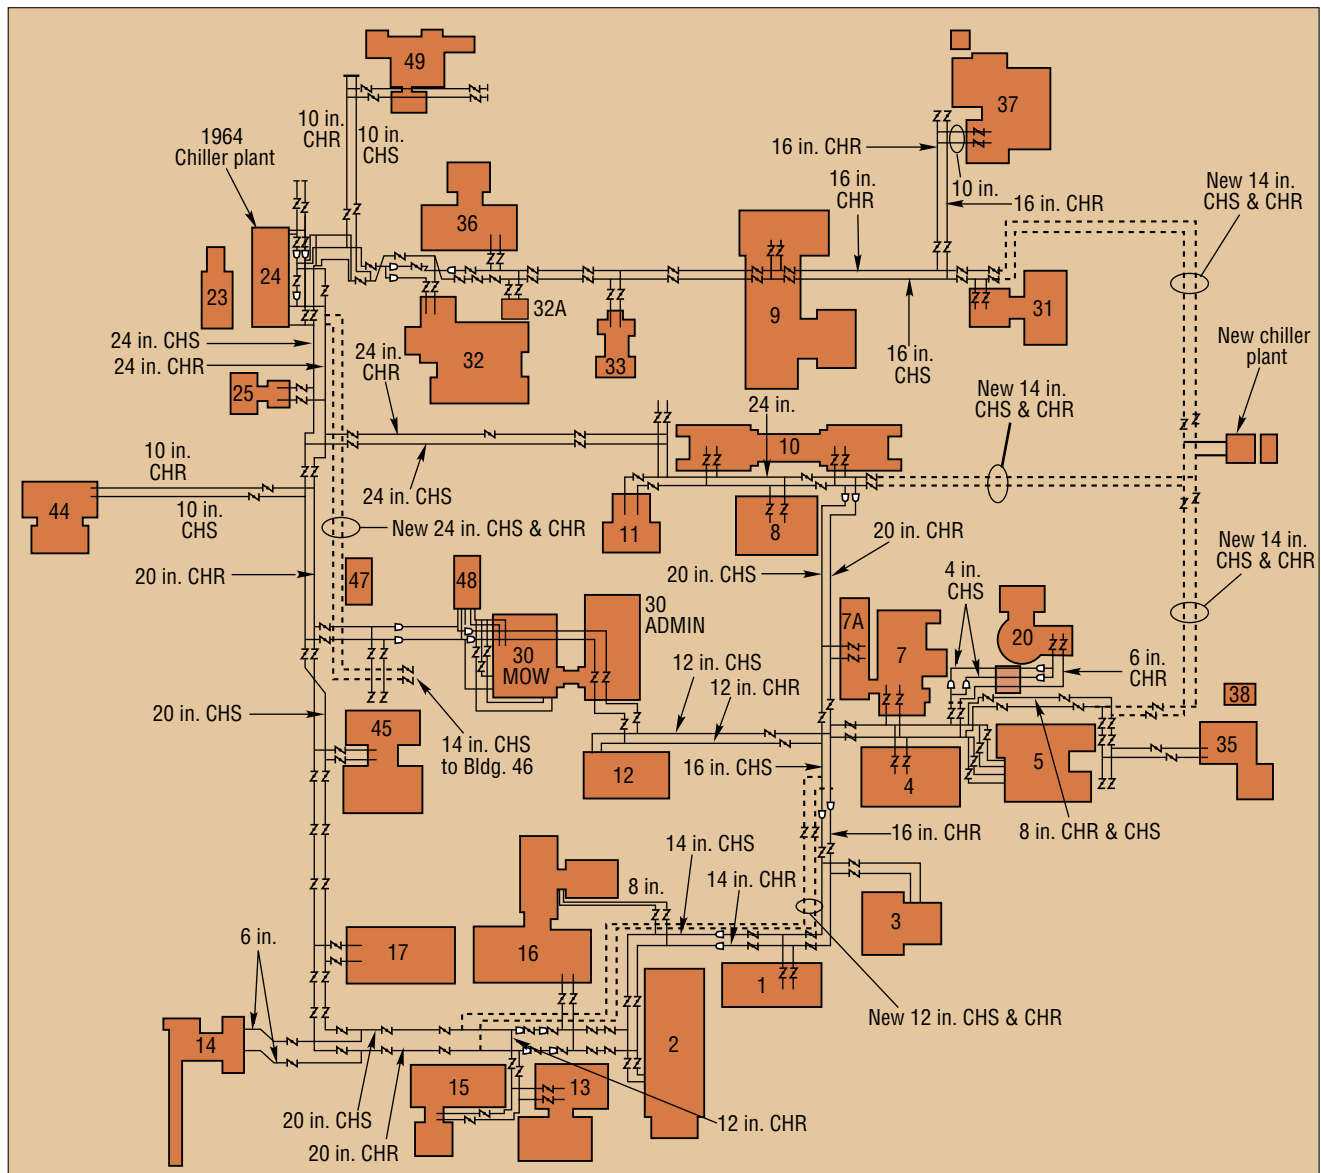 49
37
1964
Chiller plant
10 in.
CHR
10 in.
CHS
16 in. CHR
10 in.
16 in. CHR
New 14 in.
CHS & CHR
36
16 in.
CHR
24
23
32A
9
31
32
33
24 in. CHS
24 in. CHR
24 in.
CHR
16 in.
CHS
New chiller
plant
25
24 in.
New 14 in.
CHS & CHR
10
10 in.
CHR
10 in.
CHS
24 in. CHS
44
11
8
New 24 in. CHS & CHR
20 in. CHR
New 14 in.
CHS & CHR
20 in. CHR
47
48
20 in. CHS
4 in.
CHS
30
ADMIN
7A
7
20
30
MOW
6 in.
CHR
12 in. CHS
12 in. CHR
38
20 in. CHS
45
14 in. CHS
to Bldg. 46
35
12
16 in. CHS
4
5
16 in. CHR
8 in. CHR & CHS
14 in. CHS
14 in. CHR
8 in.
3
6 in.
17
16
1
New 12 in. CHS & CHR
14
2
15
13
20 in. CHS
20 in. CHR
12 in. CHR